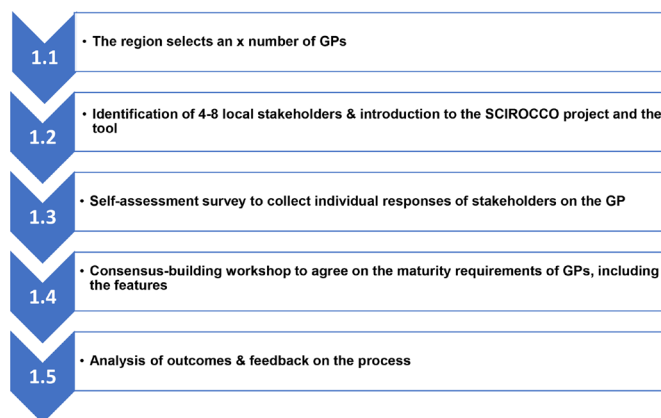 1.1
• The region selects an x number of GPs
1.2
• Identification of 4-8 local stakeholders & introduction to the SCIROCCO project and the
tool
1.3
• Self-assessment survey to collect individual responses of stakeholders on the GP
1.4
• Consensus-building workshop to agree on the maturity requirements of GPs, including
the features
1.5
• Analysis of outcomes & feedback on the process